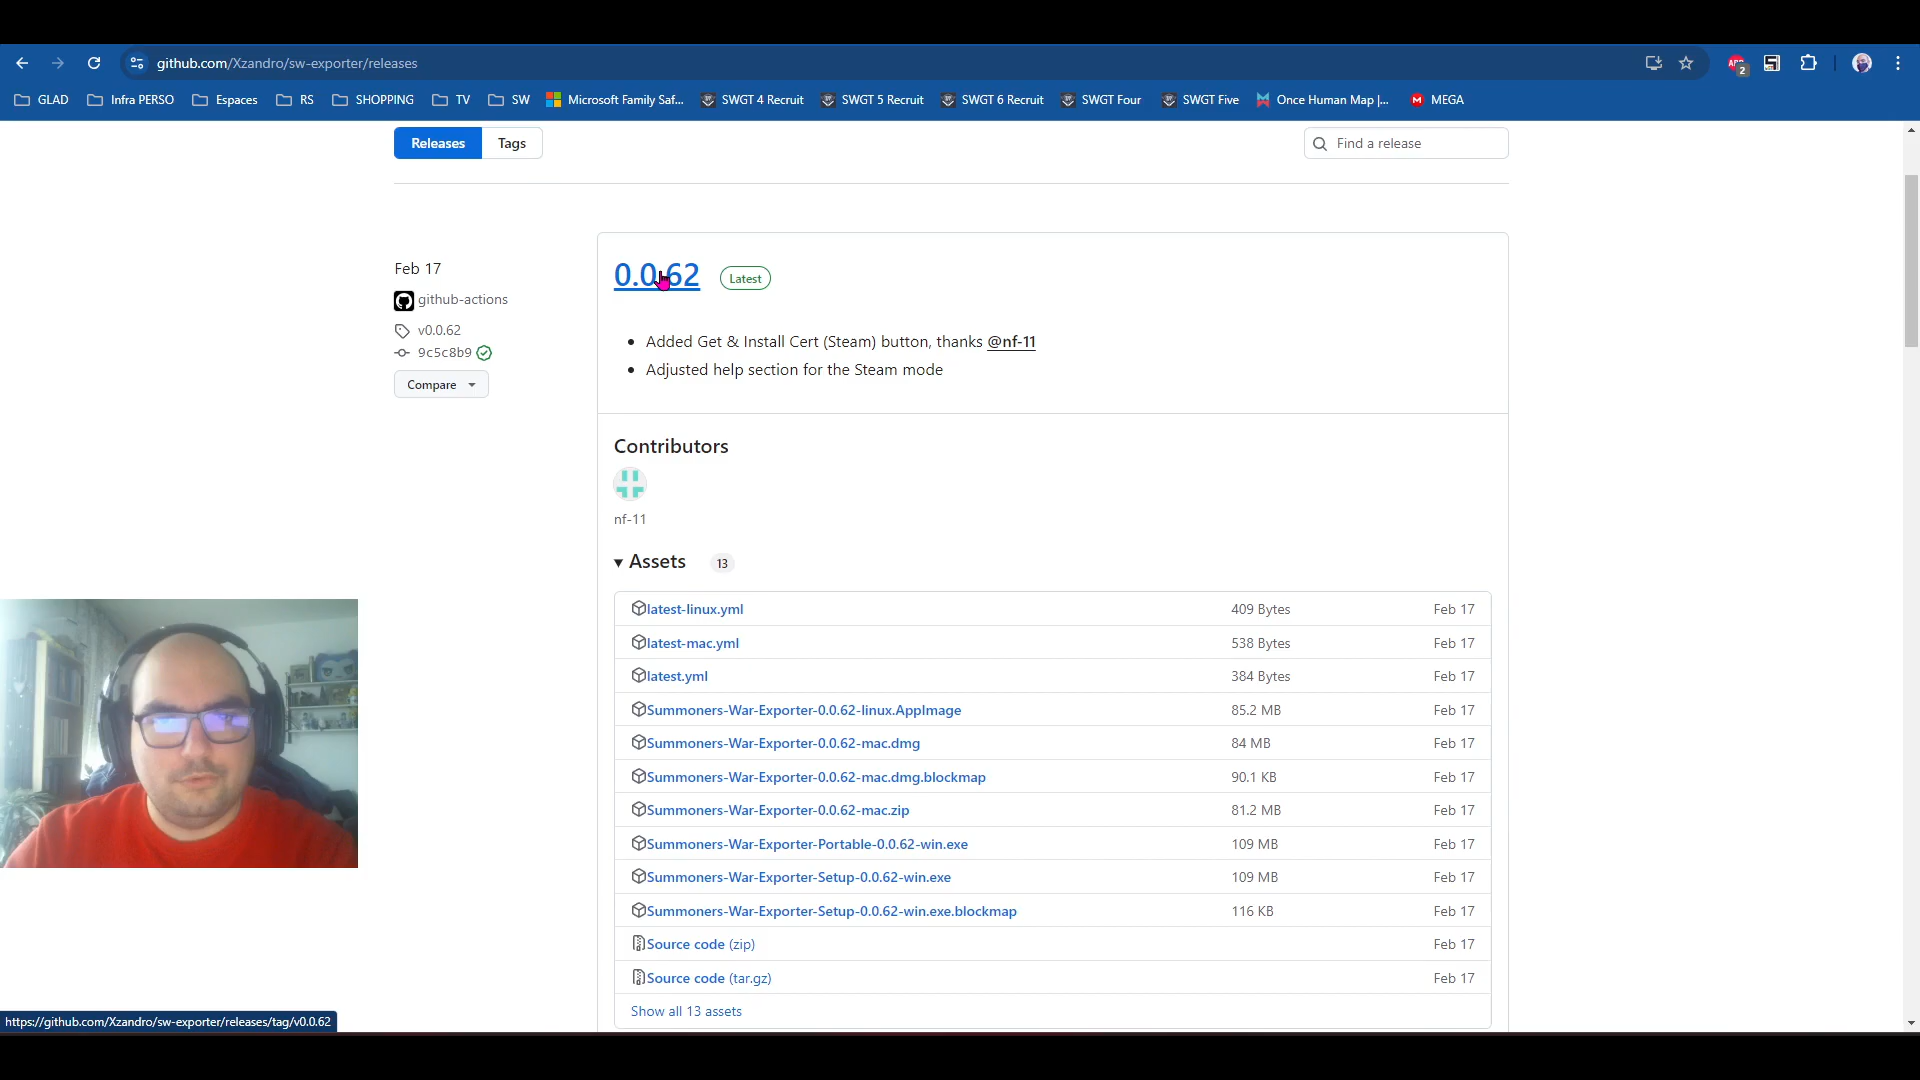 github.com/Xzandro/sw-exporter/releases
2
GLAD Infra PERSO Espaces RS SHOPPING TV SW Microsoft Family Saf... SWGT 4 Recruit SWGT 5 Recruit SWGT 6 Recruit SWGT Four SWGT Five Once Human Map |... MEGA
Releases Tags Find a release
Feb 17
github-actions
v0.0.62
9c5c8b9
Compare
0.0.62 Latest
Added Get & Install Cert (Steam) button, thanks @nf-11
Adjusted help section for the Steam mode
Contributors
nf-11
Assets 13
latest-linux.yml 409 Bytes Feb 17
latest-mac.yml 538 Bytes Feb 17
latest.yml 384 Bytes Feb 17
Summoners-War-Exporter-0.0.62-linux.AppImage 85.2 MB Feb 17
Summoners-War-Exporter-0.0.62-mac.dmg 84 MB Feb 17
Summoners-War-Exporter-0.0.62-mac.dmg.blockmap 90.1 KB Feb 17
Summoners-War-Exporter-0.0.62-mac.zip 81.2 MB Feb 17
Summoners-War-Exporter-Portable-0.0.62-win.exe 109 MB Feb 17
Summoners-War-Exporter-Setup-0.0.62-win.exe 109 MB Feb 17
Summoners-War-Exporter-Setup-0.0.62-win.exe.blockmap 116 KB Feb 17
Source code (zip) Feb 17
Source code (tar.gz) Feb 17
Show all 13 assets
https://github.com/Xzandro/sw-exporter/releases/tag/v0.0.62